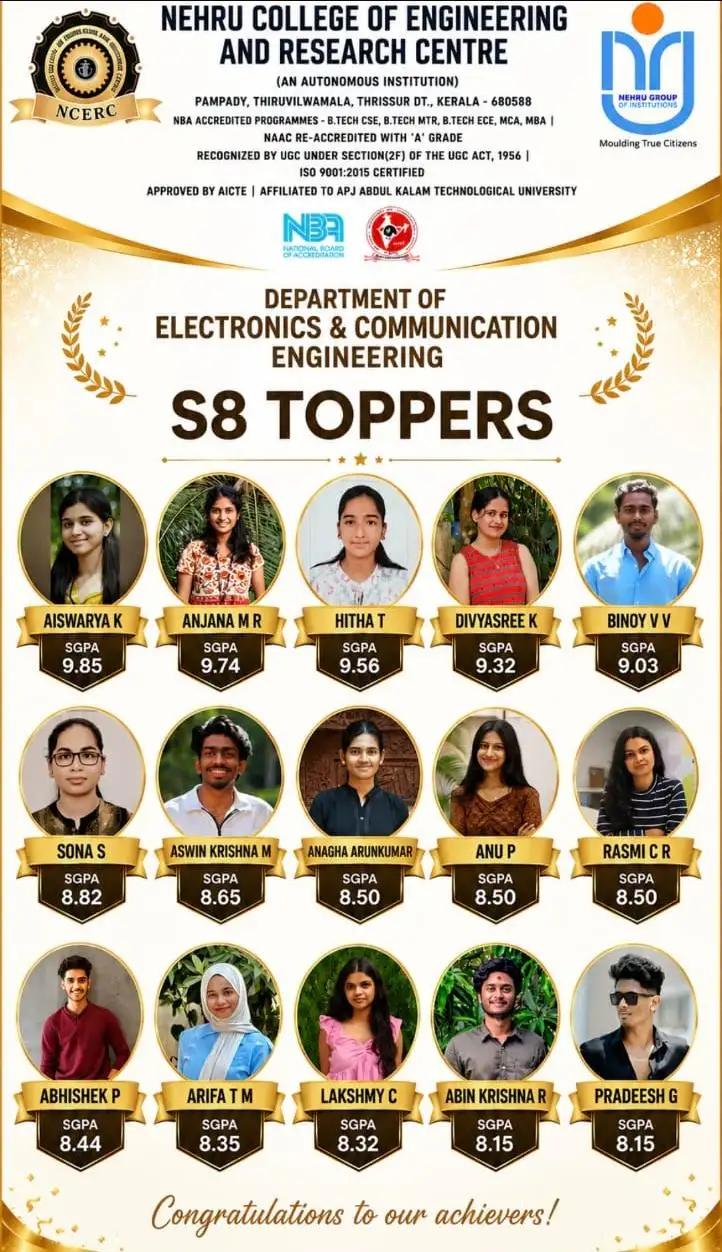 NEHRU COLLEGE OF ENGINEERING
AND RESEARCH CENTRE
(AN AUTONOMOUS INSTITUTION)
PAMPADY, THIRUVILWAMALA, THRISSUR DT., KERALA - 680588
NBA ACCREDITED PROGRAMMES - B.TECH CSE, B.TECH MTR, B.TECH ECE, MCA, MBA |
NAAC RE-ACCREDITED WITH 'A' GRADE
RECOGNIZED BY UGC UNDER SECTION(2F) OF THE UGC ACT, 1956 |
ISO 9001:2015 CERTIFIED
APPROVED BY AICTE | AFFILIATED TO APJ ABDUL KALAM TECHNOLOGICAL UNIVERSITY
NCERC
NEHRU GROUP
OF INSTITUTIONS
Moulding True Citizens
NBA
NATIONAL BOARD
OF ACCREDITATION
DEPARTMENT OF
ELECTRONICS & COMMUNICATION
ENGINEERING
S8 TOPPERS
AISWARYA K ANJANA M R HITHA T DIVYASREE K BINOY V V
SGPA SGPA SGPA SGPA SGPA
9.85 9.74 9.56 9.32 9.03
SONA S ASWIN KRISHNA M ANAGHA ARUNKUMAR ANU P RASMI C R
SGPA SGPA SGPA SGPA SGPA
8.82 8.65 8.50 8.50 8.50
ABHISHEK P ARIFA T M LAKSHMY C ABIN KRISHNA R PRADEESH G
SGPA SGPA SGPA SGPA SGPA
8.44 8.35 8.32 8.15 8.15
Congratulations to our achievers!